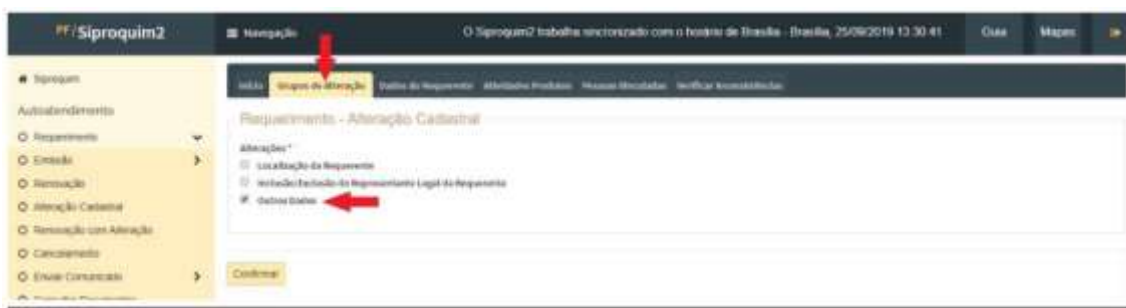 PF/Siproquim2
Navegação
O Siproquim2 trabalha sincronizado com o horário de Brasília - Brasília, 25/09/2019 13:30:41
Guia
Mapas
Siproquim
Início
Grupos de Alteração
Dados do Requerente
Atividades Produtos
Pessoas Vinculadas
Verificar Inconsistências
Autoatendimento
Requerimento
Emissão
Renovação
Alteração Cadastral
Renovação com Alteração
Cancelamento
Enviar Comunicado
Requerimento - Alteração Cadastral
Alterações *
Localização da Requerente
Inclusão/Exclusão do Representante Legal da Requerente
Outros Dados
Confirmar